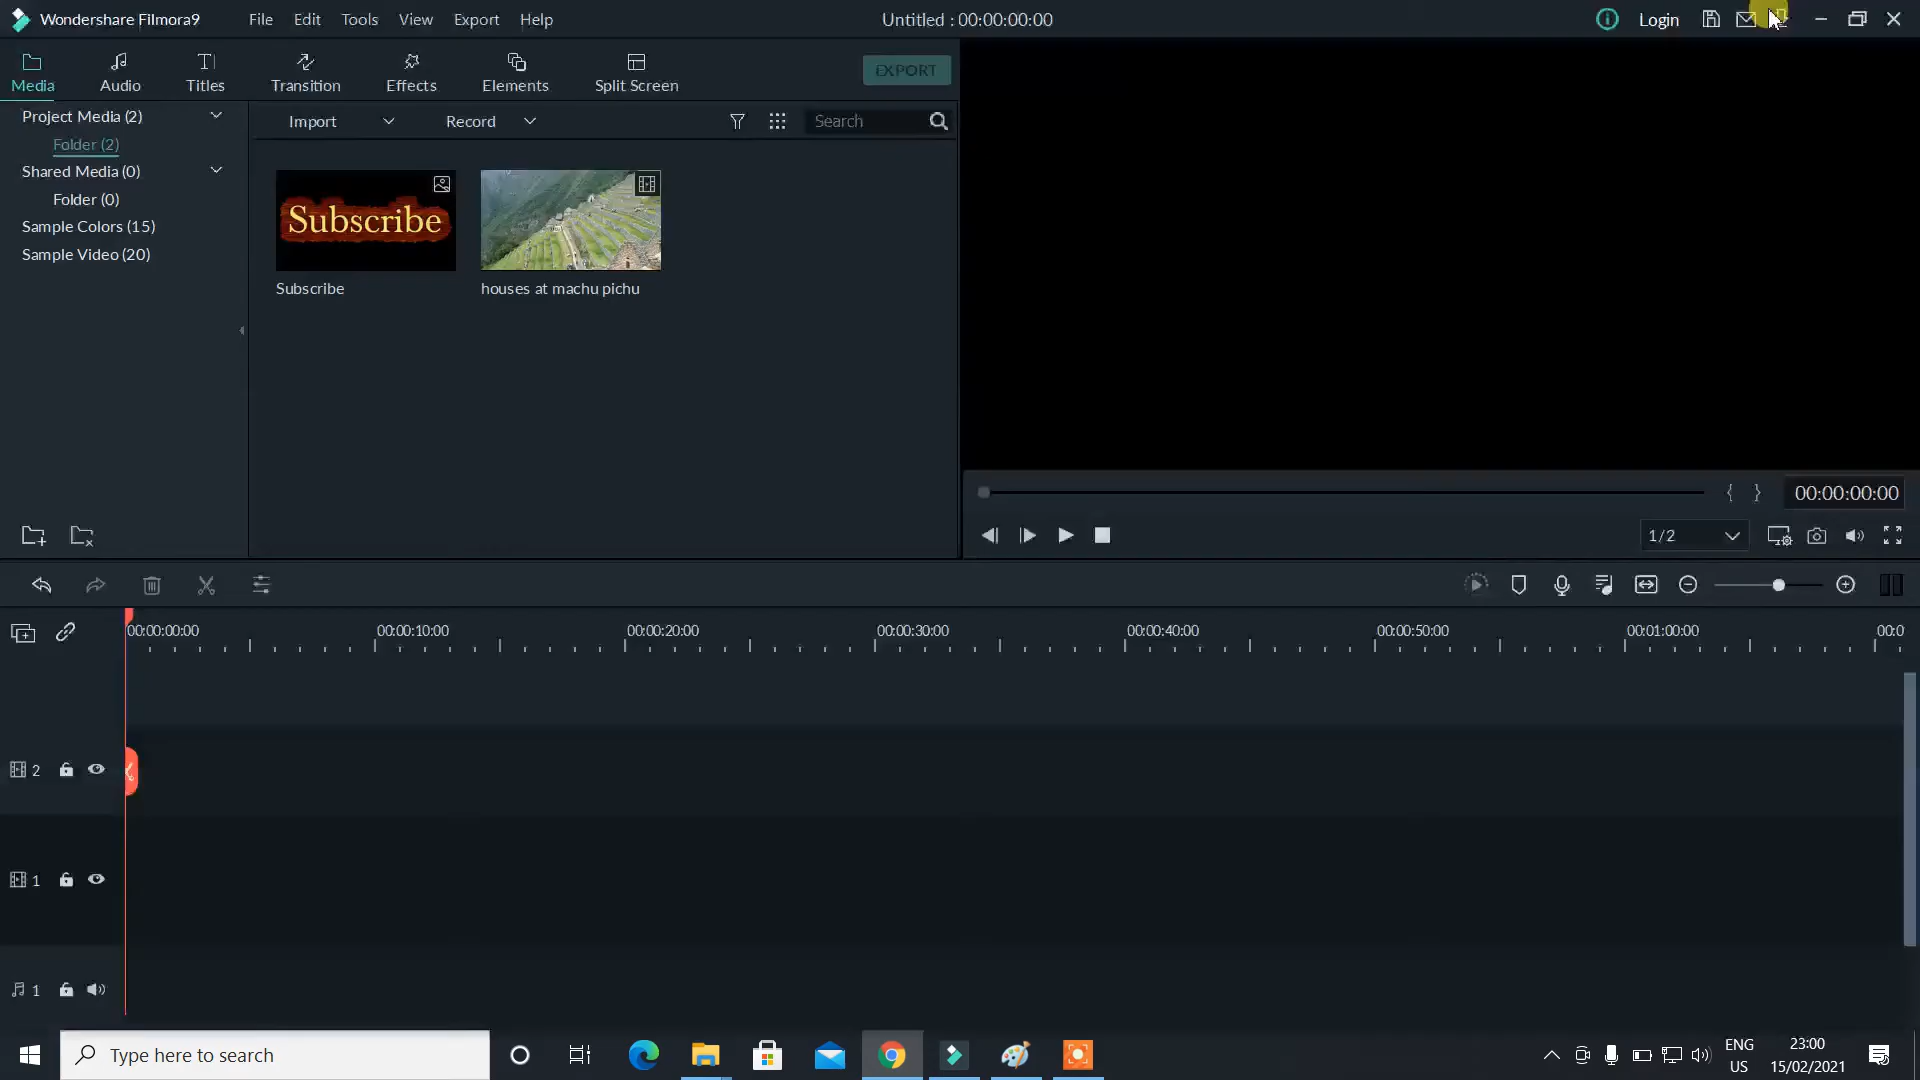 Wondershare Filmora9 File Edit Tools View Export Help Untitled : 00:00:00:00 Login
Media Audio Titles Transition Effects Elements Split Screen EXPORT
Project Media (2) Import Record Search
Folder (2)
Shared Media (0)
Folder (0)
Sample Colors (15)
Sample Video (20)
Subscribe
Subscribe houses at machu pichu
00:00:00:00
1/2
00:00:00:00 00:00:10:00 00:00:20:00 00:00:30:00 00:00:40:00 00:00:50:00 00:01:00:00 00:0
2
1
1
Type here to search
ENG
US
23:00
15/02/2021